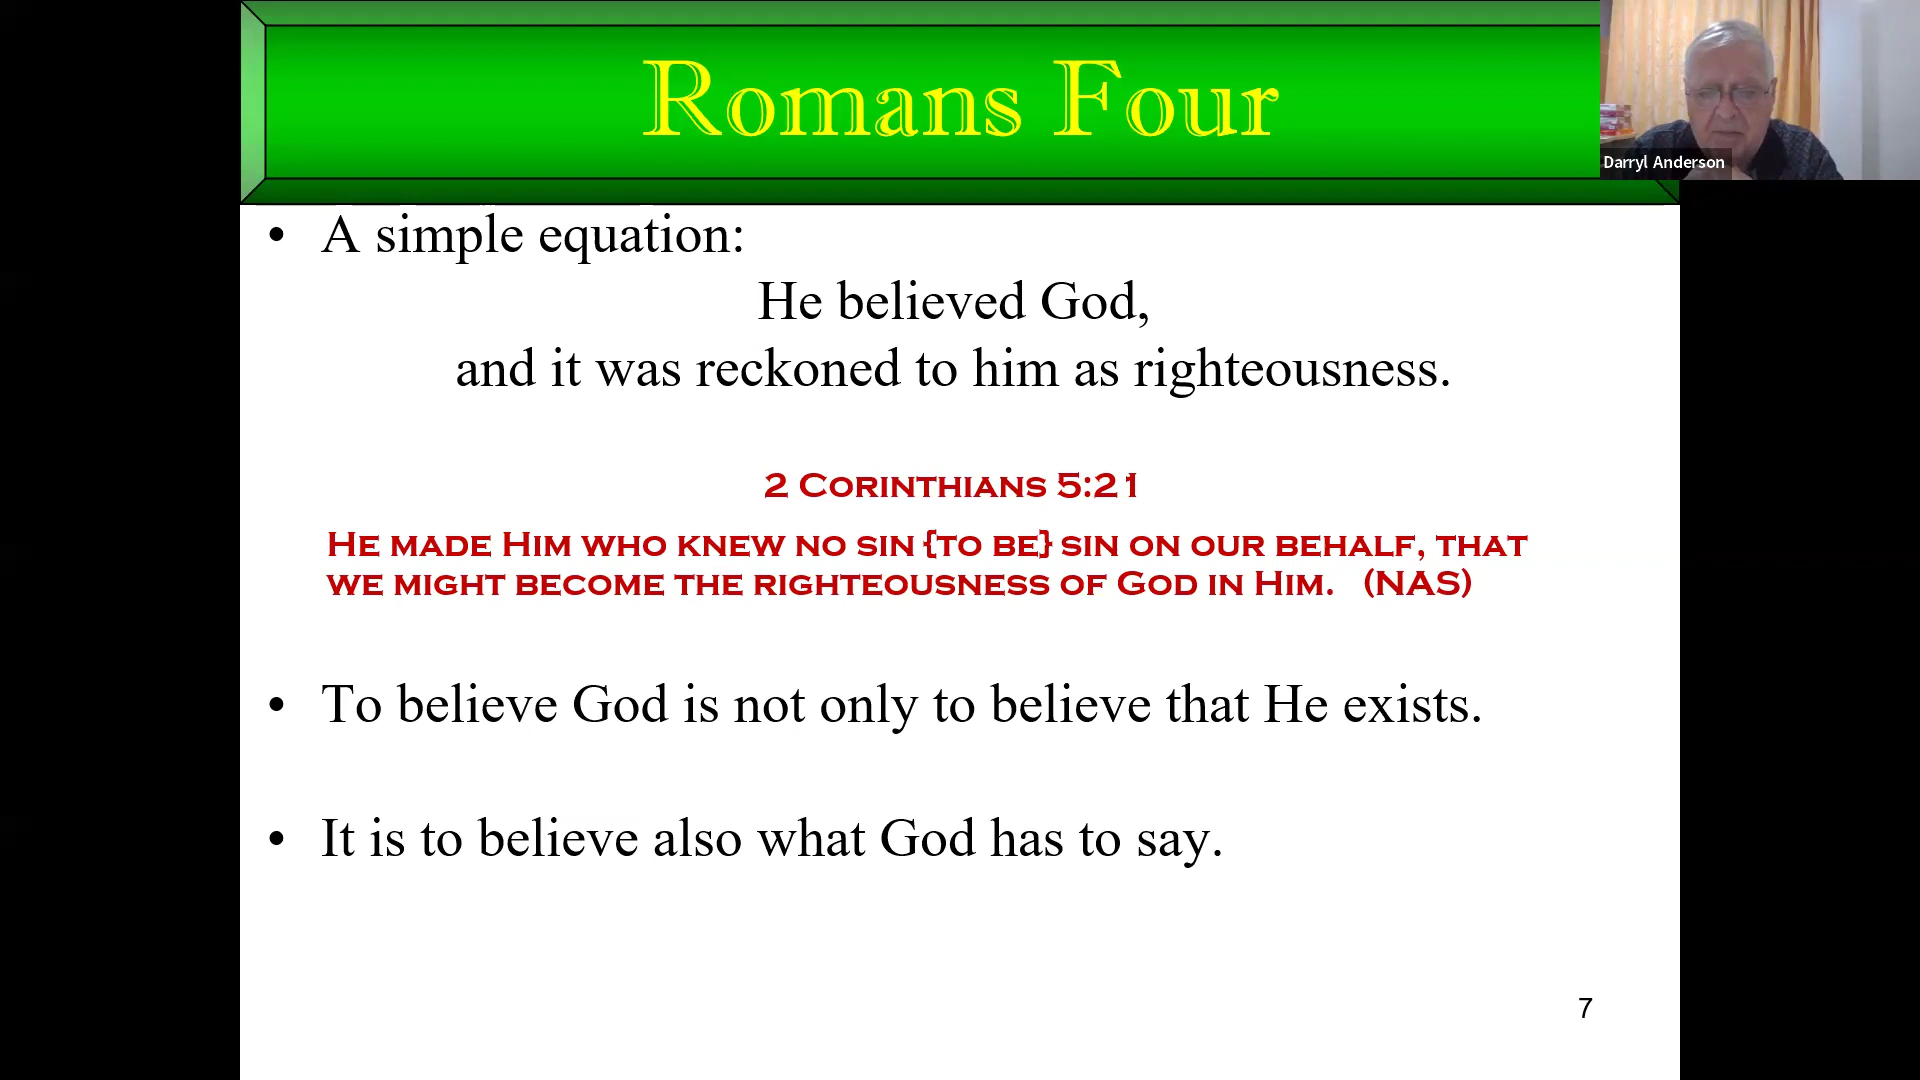 Romans Four
Darryl Anderson
• A simple equation:
He believed God,
and it was reckoned to him as righteousness.
2 Corinthians 5:21
He made Him who knew no sin {to be} sin on our behalf, that
we might become the righteousness of God in Him. (NAS)
• To believe God is not only to believe that He exists.
• It is to believe also what God has to say.
7